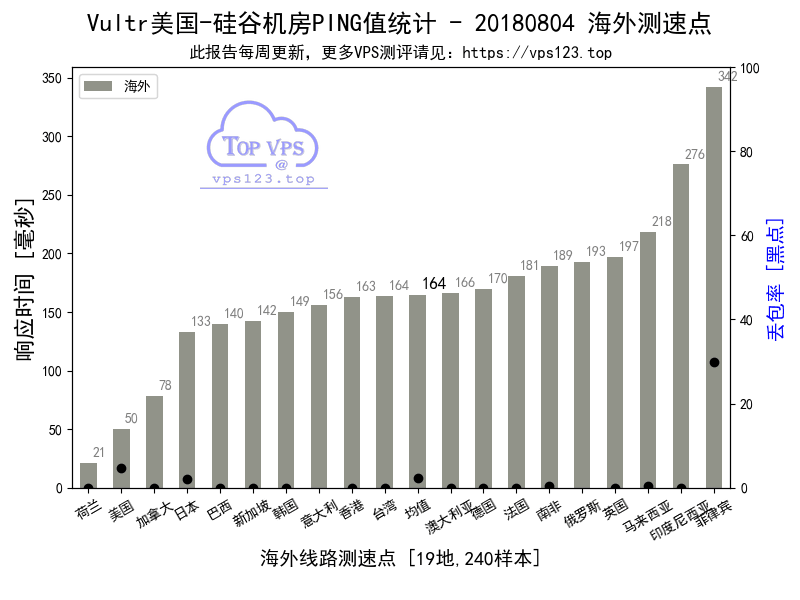 Vultr美国-硅谷机房PING值统计 - 20180804 海外测速点
此报告每周更新，更多VPS测评请见：https://vps123.top
海外
TOP VPS
@
vps123.top
响应时间 [毫秒]
350
300
250
200
150
100
50
0
21
50
78
133
140
142
149
156
163
164
164
166
170
181
189
193
197
218
276
342
100
80
60
40
20
0
丢包率 [黑点]
荷兰
美国
加拿大
日本
巴西
新加坡
韩国
意大利
香港
台湾
均值
澳大利亚
德国
法国
南非
俄罗斯
英国
马来西亚
印度尼西亚
菲律宾
海外线路测速点 [19地,240样本]